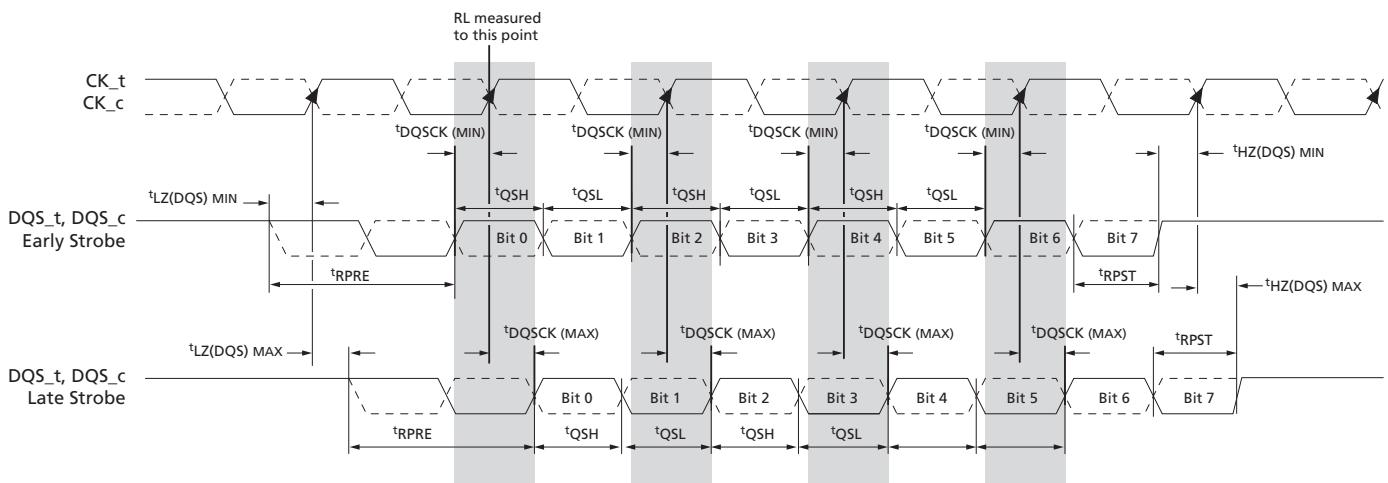 RL measured
to this point
CK_t
CK_c
tDQSCK (MIN) tDQSCK (MIN) tDQSCK (MIN) tDQSCK (MIN)
tHZ(DQS) MIN
tLZ(DQS) MIN
tQSH tQSL tQSH tQSL tQSH tQSL
DQS_t, DQS_c
Early Strobe
Bit 0 Bit 1 Bit 2 Bit 3 Bit 4 Bit 5 Bit 6 Bit 7
tRPRE
tRPST
tHZ(DQS) MAX
tDQSCK (MAX) tDQSCK (MAX) tDQSCK (MAX) tDQSCK (MAX)
tLZ(DQS) MAX
tRPST
DQS_t, DQS_c
Late Strobe
Bit 0 Bit 1 Bit 2 Bit 3 Bit 4 Bit 5 Bit 6 Bit 7
tRPRE
tQSH tQSL tQSH tQSL